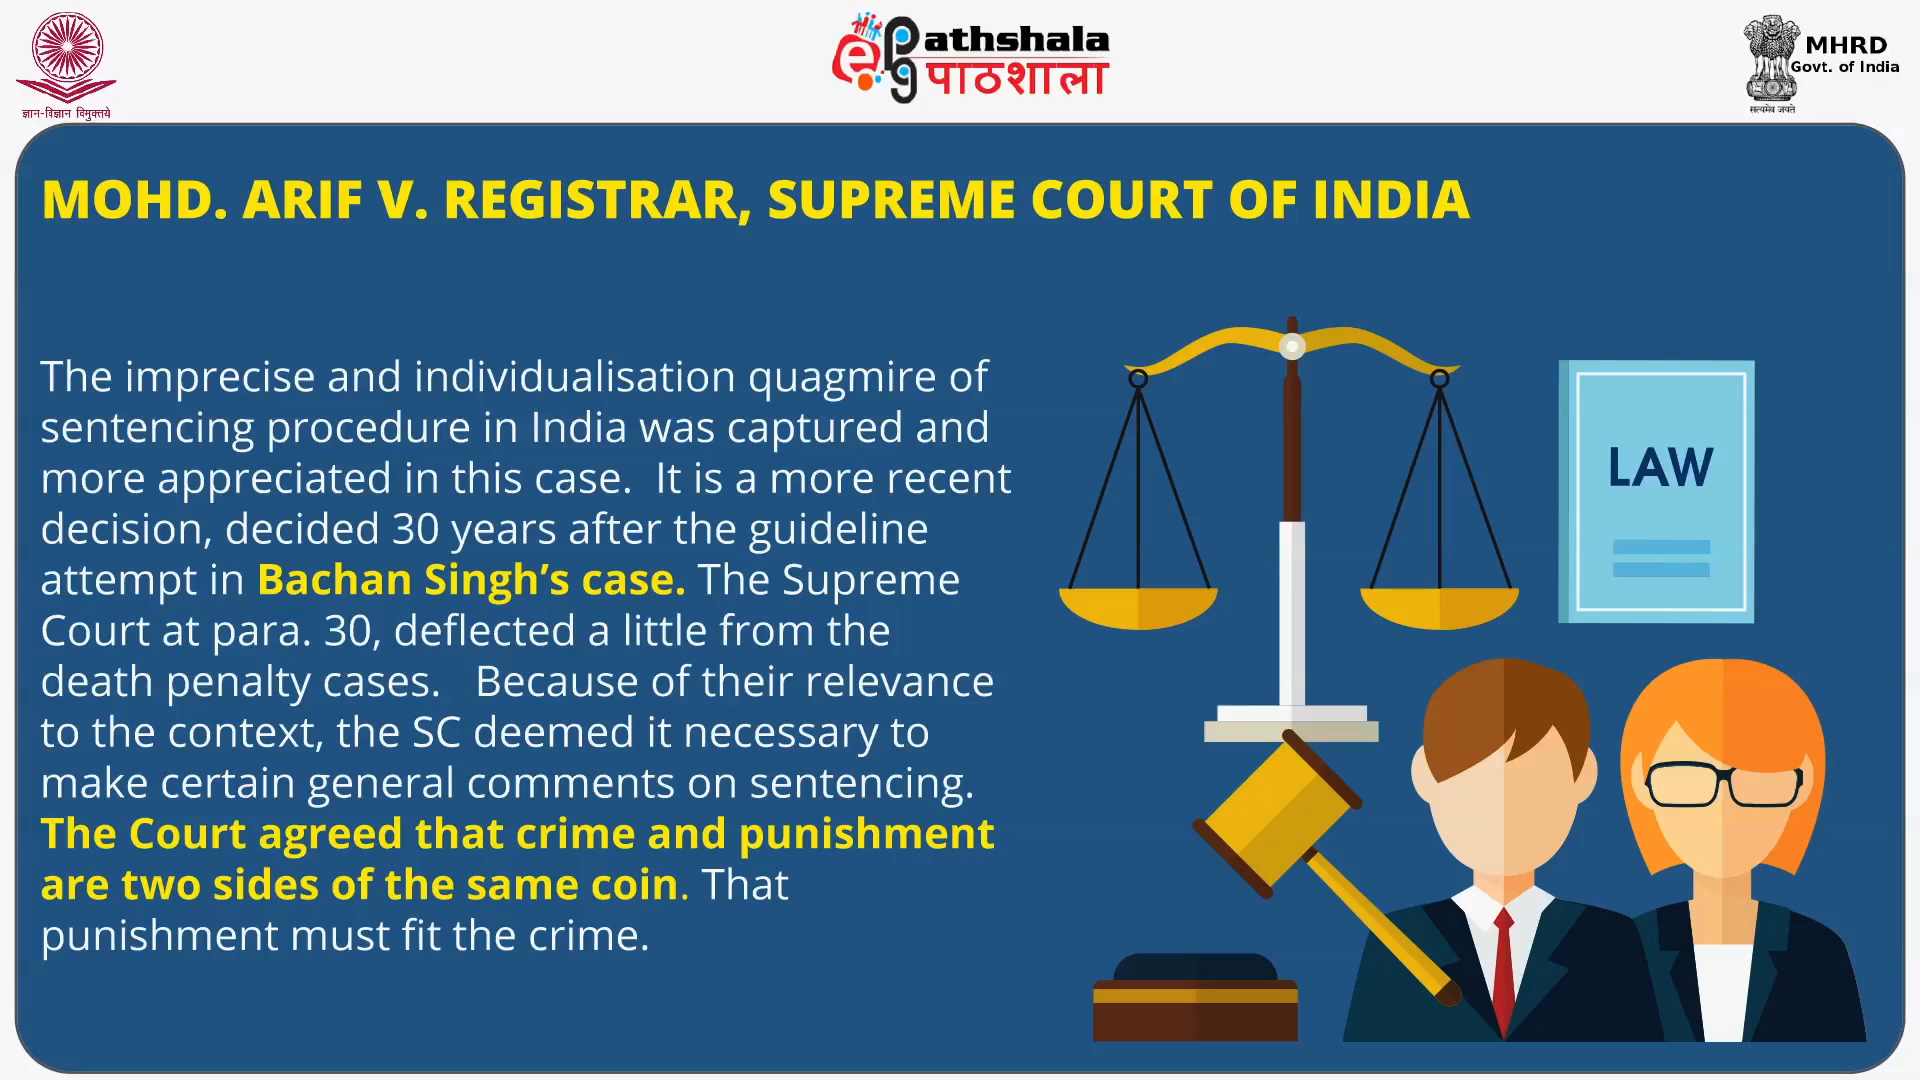 ज्ञान-विज्ञान विमुक्तये
e
PG
athshala
पाठशाला
MHRD
Govt. of India
सत्यमेव जयते
MOHD. ARIF V. REGISTRAR, SUPREME COURT OF INDIA
The imprecise and individualisation quagmire of
sentencing procedure in India was captured and
more appreciated in this case.  It is a more recent
decision, decided 30 years after the guideline
attempt in Bachan Singh’s case. The Supreme
Court at para. 30, deflected a little from the
death penalty cases.   Because of their relevance
to the context, the SC deemed it necessary to
make certain general comments on sentencing.
The Court agreed that crime and punishment
are two sides of the same coin. That
punishment must fit the crime.
LAW